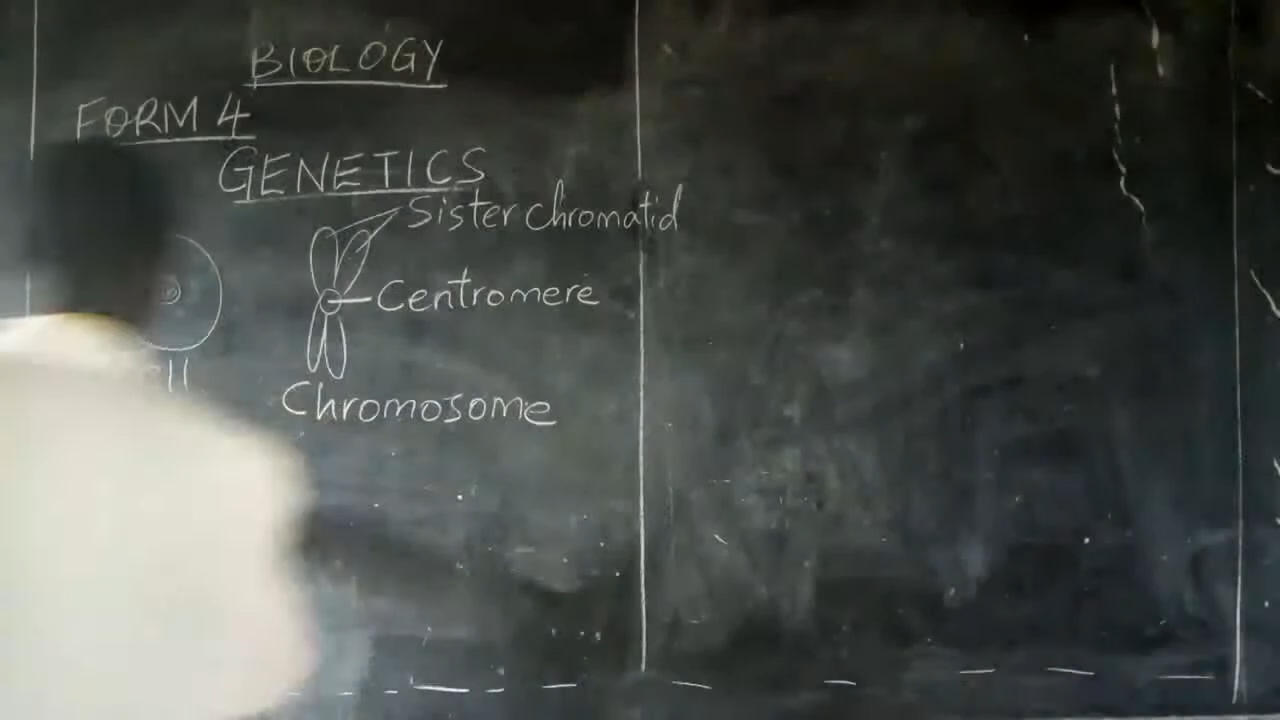 BIOLOGY
FORM 4
GENETICS
Sister chromatid
Centromere
Chromosome